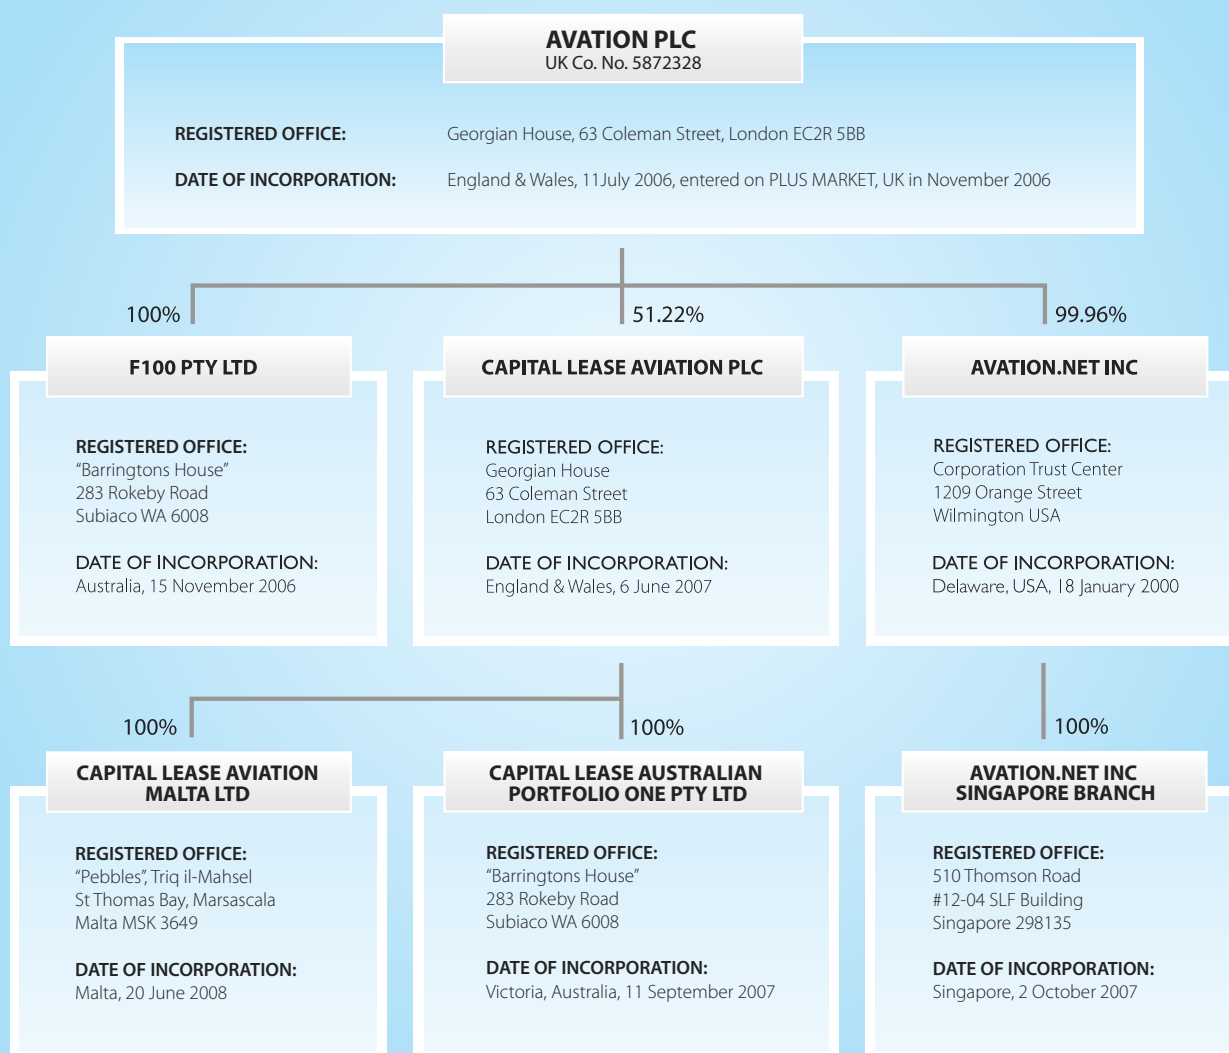 AVATION PLC
UK Co. No. 5872328
REGISTERED OFFICE: Georgian House, 63 Coleman Street, London EC2R 5BB
DATE OF INCORPORATION: England & Wales, 11July 2006, entered on PLUS MARKET, UK in November 2006
100%
51.22%
99.96%
F100 PTY LTD
REGISTERED OFFICE:
"Barringtons House"
283 Rokeby Road
Subiaco WA 6008
DATE OF INCORPORATION:
Australia, 15 November 2006
CAPITAL LEASE AVIATION PLC
REGISTERED OFFICE:
Georgian House
63 Coleman Street
London EC2R 5BB
DATE OF INCORPORATION:
England & Wales, 6 June 2007
AVATION.NET INC
REGISTERED OFFICE:
Corporation Trust Center
1209 Orange Street
Wilmington USA
DATE OF INCORPORATION:
Delaware, USA, 18 January 2000
100%
100%
100%
CAPITAL LEASE AVIATION
MALTA LTD
REGISTERED OFFICE:
"Pebbles", Triq il-Mahsel
St Thomas Bay, Marsascala
Malta MSK 3649
DATE OF INCORPORATION:
Malta, 20 June 2008
CAPITAL LEASE AUSTRALIAN
PORTFOLIO ONE PTY LTD
REGISTERED OFFICE:
"Barringtons House"
283 Rokeby Road
Subiaco WA 6008
DATE OF INCORPORATION:
Victoria, Australia, 11 September 2007
AVATION.NET INC
SINGAPORE BRANCH
REGISTERED OFFICE:
510 Thomson Road
#12-04 SLF Building
Singapore 298135
DATE OF INCORPORATION:
Singapore, 2 October 2007